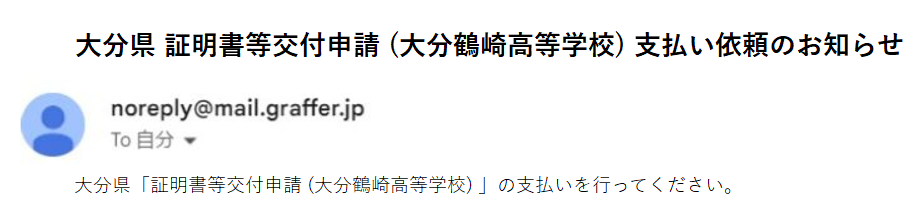 大分県 証明書等交付申請 (大分鶴崎高等学校) 支払い依頼のお知らせ
noreply@mail.graffer.jp
To 自分
大分県「証明書等交付申請 (大分鶴崎高等学校) 」の支払いを行ってください。